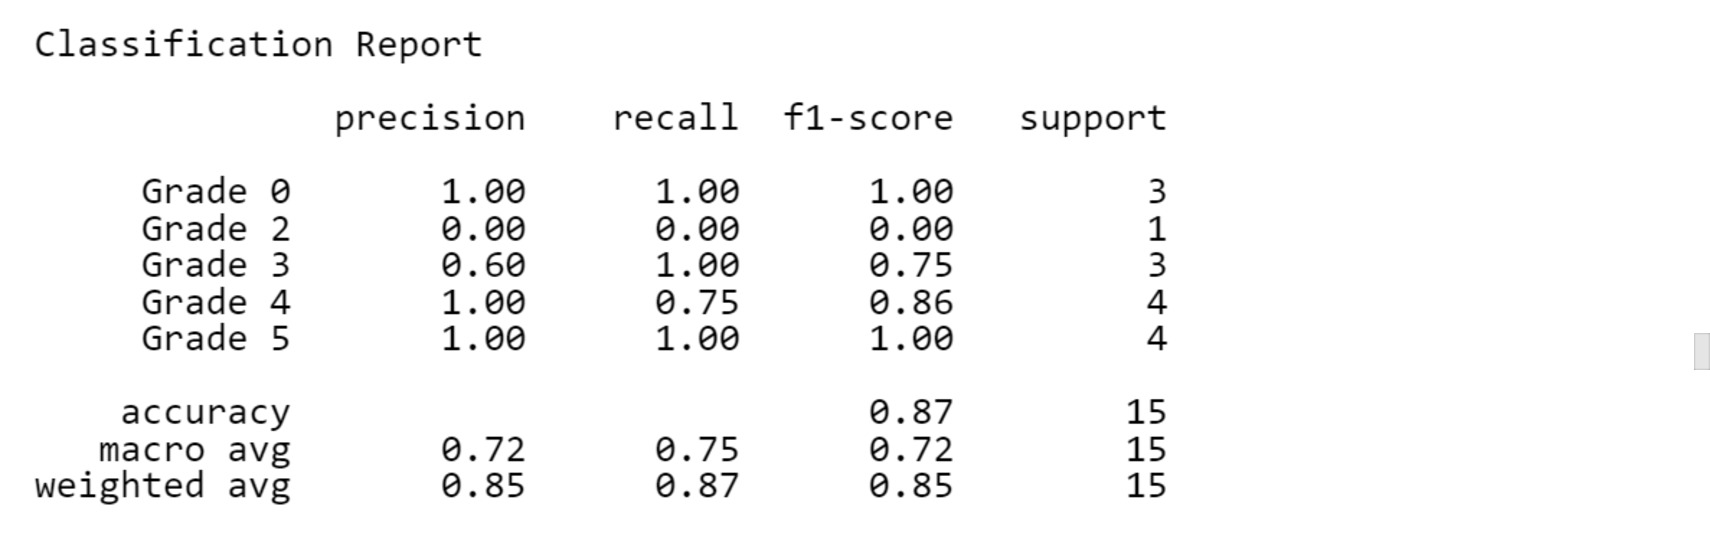 Classification Report
precision recall f1-score support
Grade 0 1.00 1.00 1.00 3
Grade 2 0.00 0.00 0.00 1
Grade 3 0.60 1.00 0.75 3
Grade 4 1.00 0.75 0.86 4
Grade 5 1.00 1.00 1.00 4
accuracy 0.87 15
macro avg 0.72 0.75 0.72 15
weighted avg 0.85 0.87 0.85 15